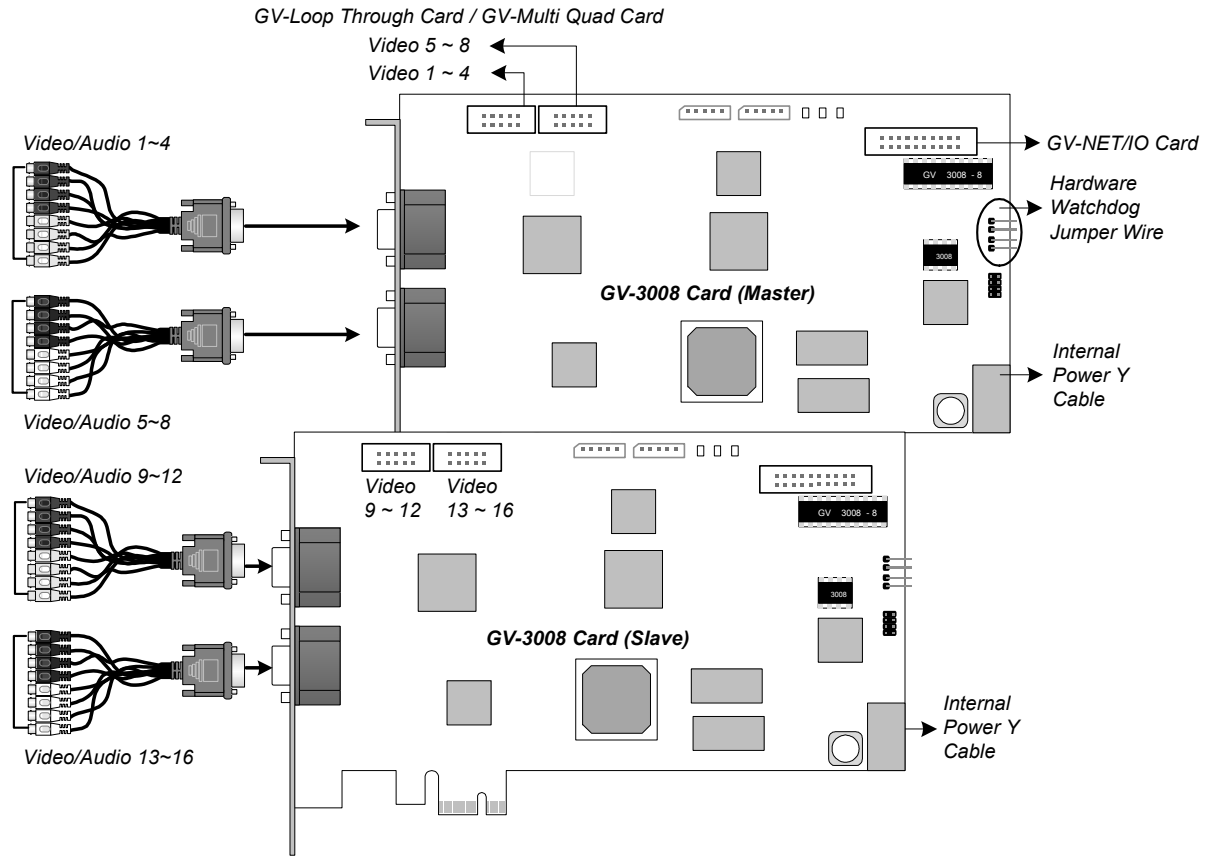 GV-Loop Through Card / GV-Multi Quad Card
Video 5 ~ 8
Video 1 ~ 4
Video/Audio 1~4
GV-NET/IO Card
GV 3008 - 8
Hardware
Watchdog
Jumper Wire
3008
GV-3008 Card (Master)
Internal
Power Y
Cable
Video/Audio 5~8
Video/Audio 9~12
Video
9 ~ 12
Video
13 ~ 16
GV 3008 - 8
3008
GV-3008 Card (Slave)
Internal
Power Y
Cable
Video/Audio 13~16